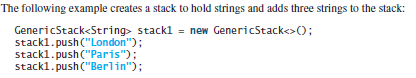 The following example creates a stack to hold strings and adds three strings to the stack:
GenericStack<String> stack1 = new GenericStack<>();
stack1.push("London");
stack1.push("Paris");
stack1.push("Berlin");